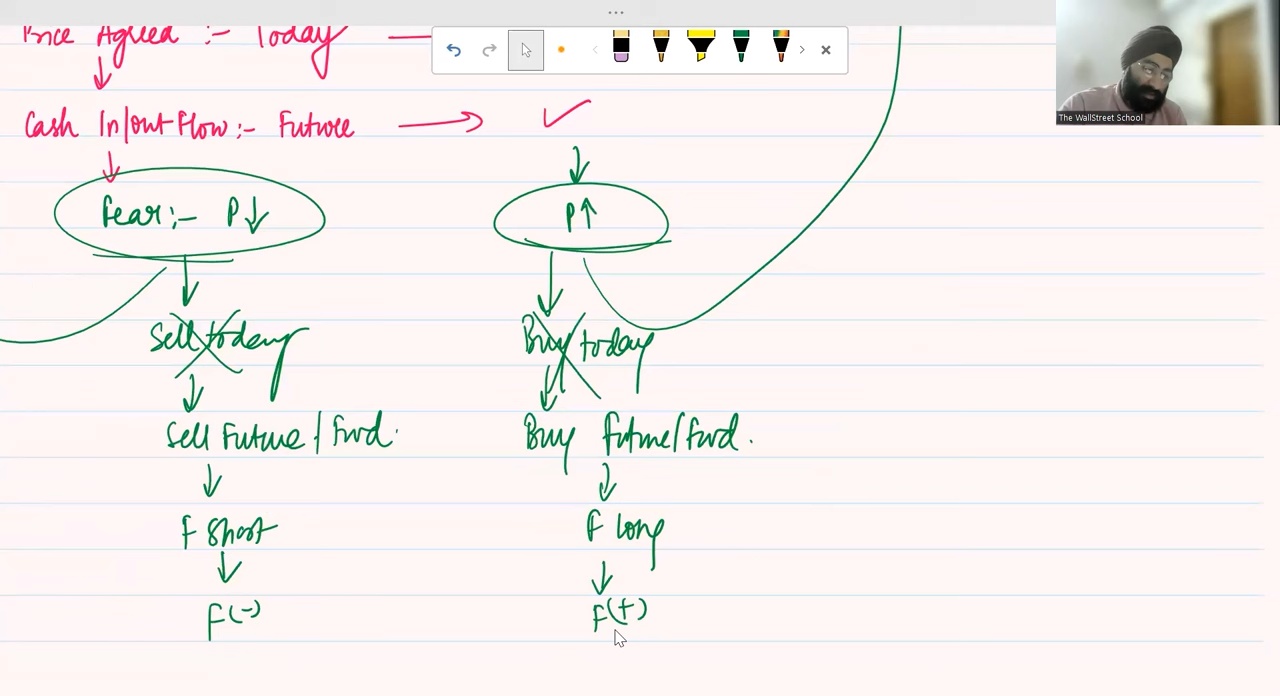 Price Agreed :- Today
Cash In/out Flow :- Future
Fear :- P↓
P↑
Sell today
Buy today
Sell Future / Fwd.
Buy Future/Fwd.
F Short
F long
F(-)
F(+)
The WallStreet School